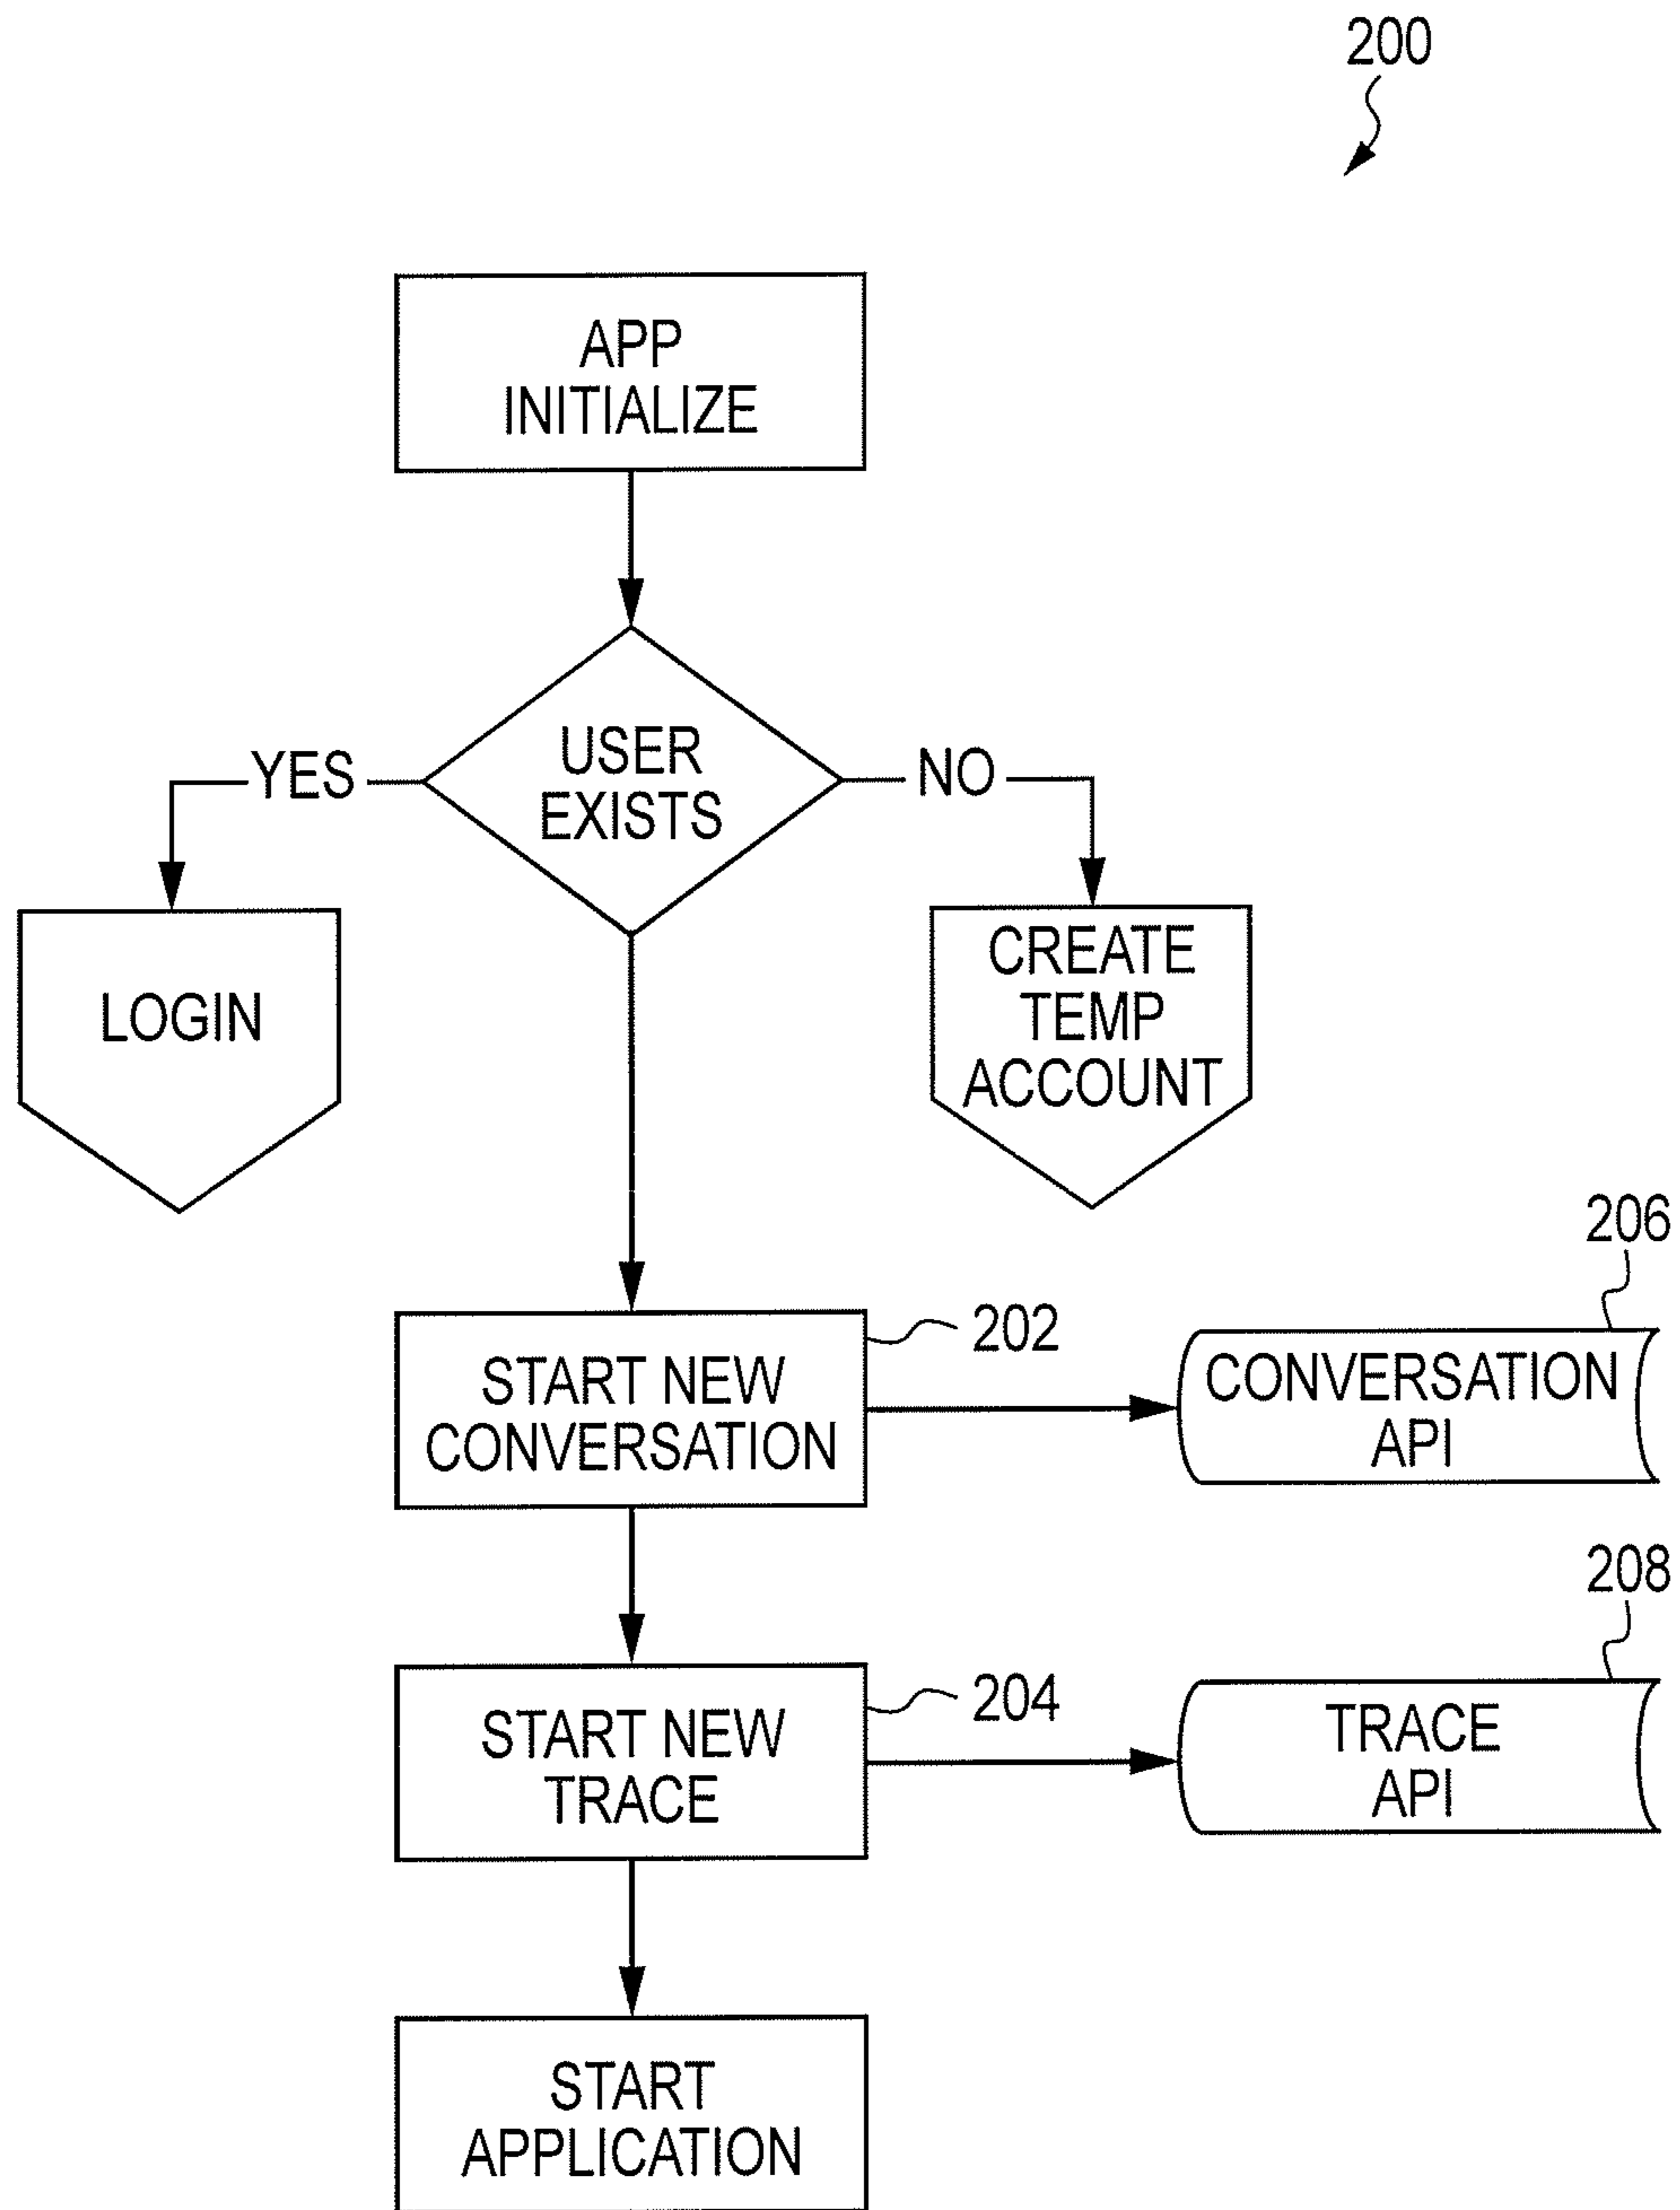 200
APP
INITIALIZE
USER
EXISTS
YES
NO
LOGIN
CREATE
TEMP
ACCOUNT
202
START NEW
CONVERSATION
206
CONVERSATION
API
204
START NEW
TRACE
208
TRACE
API
START
APPLICATION